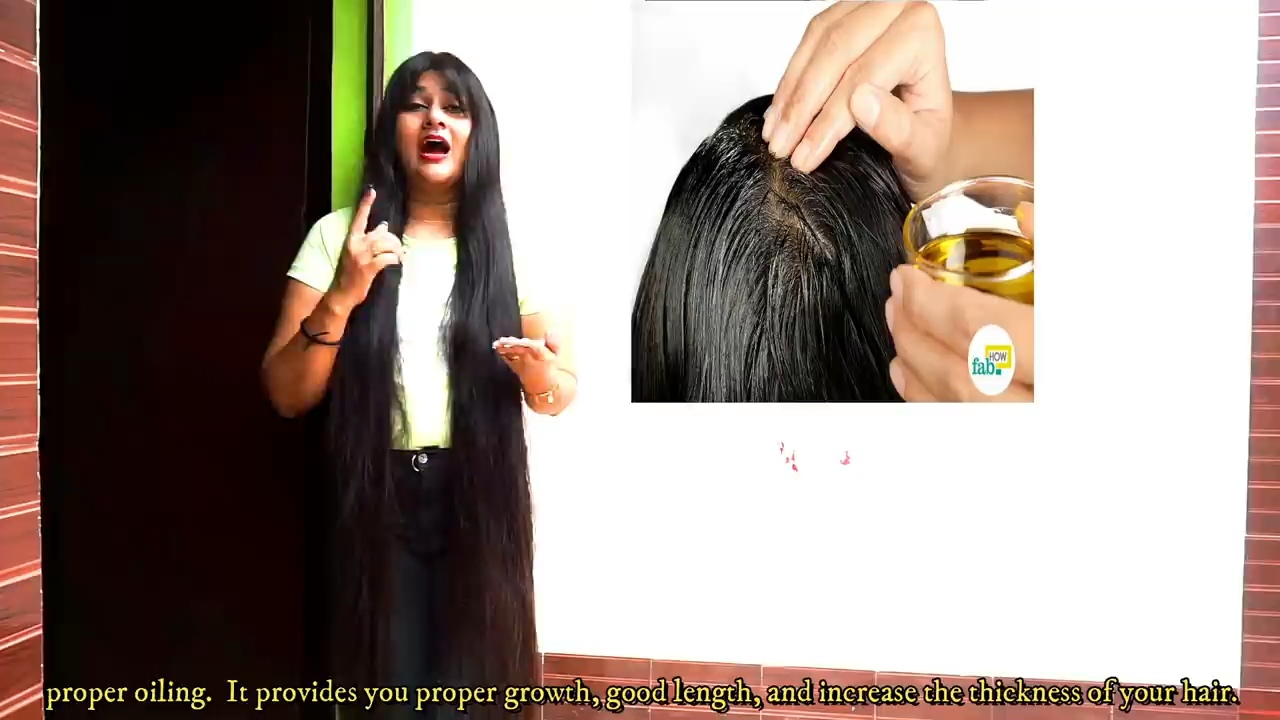 HOW
fab.
proper oiling. It provides you proper growth, good length, and increase the thickness of your hair.